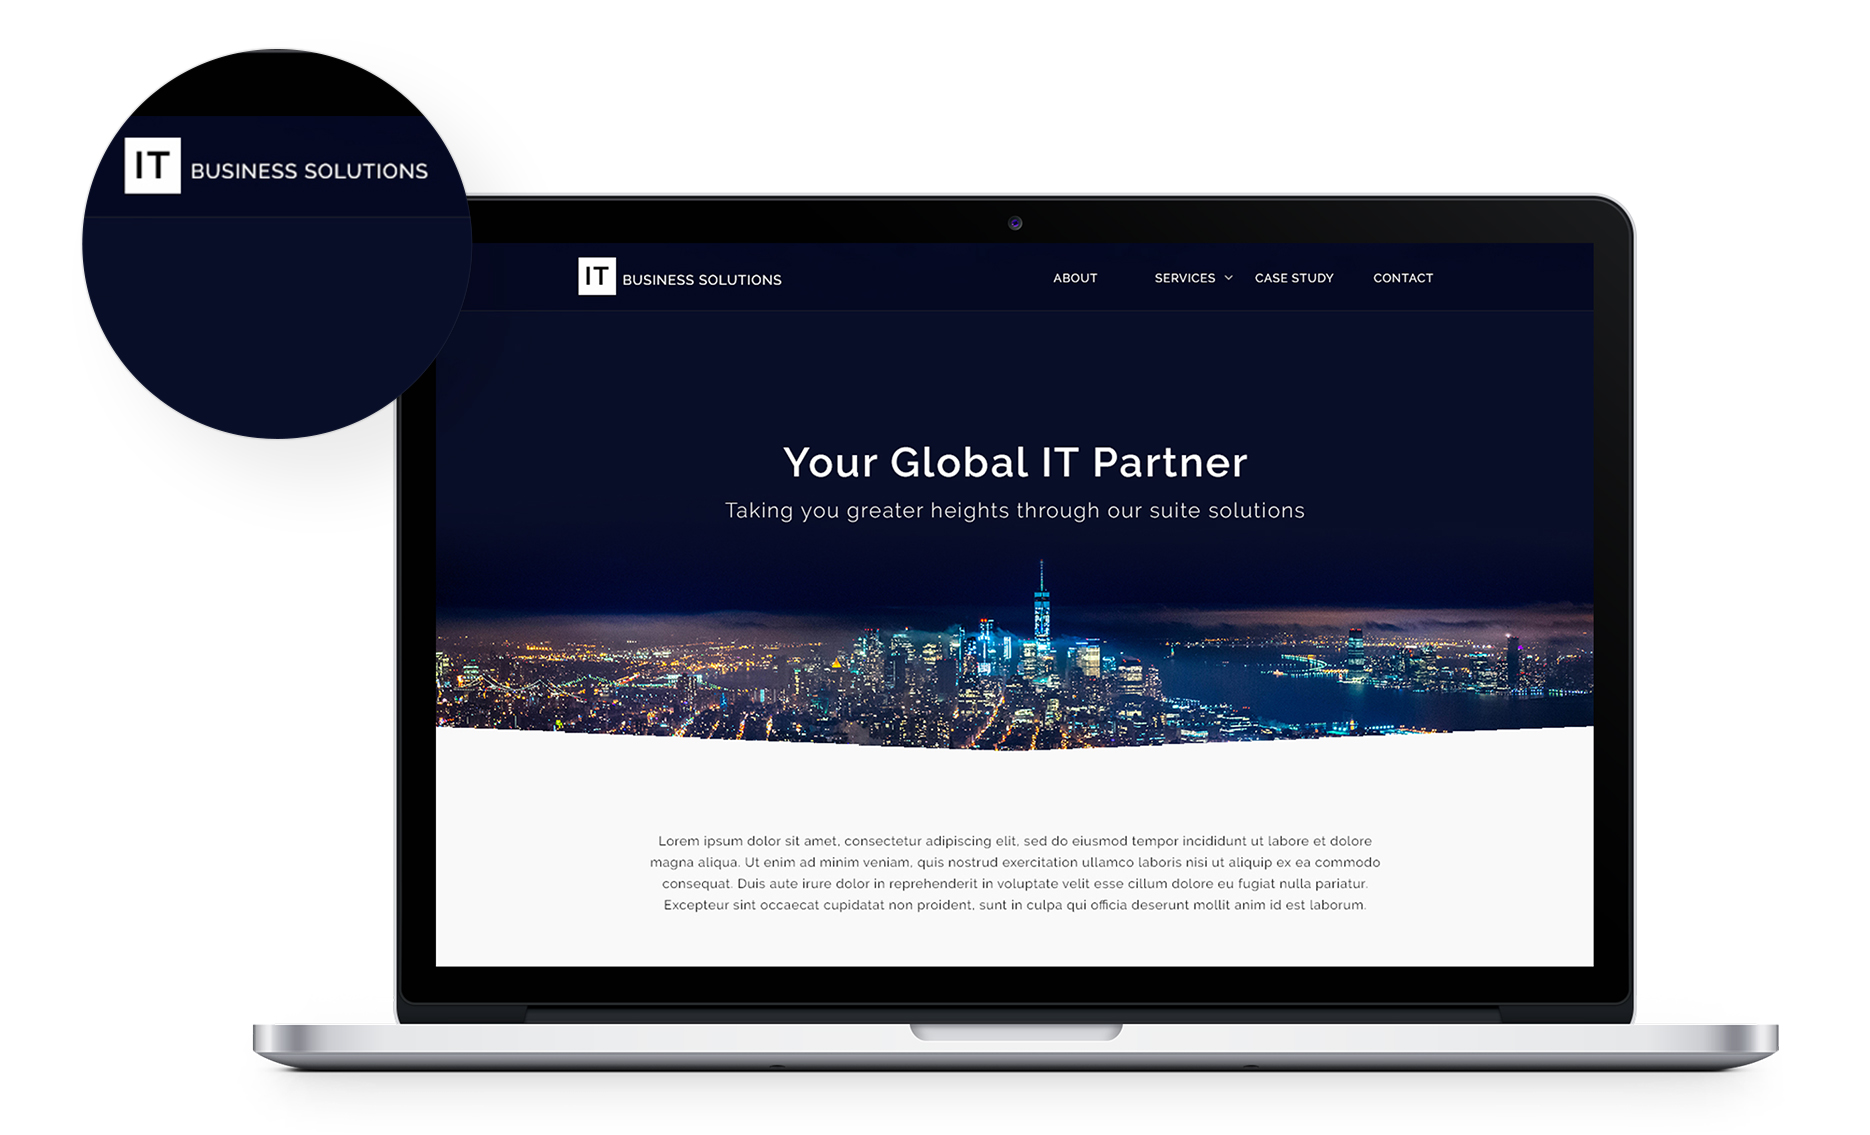 IT BUSINESS SOLUTIONS
IT BUSINESS SOLUTIONS ABOUT SERVICES CASE STUDY CONTACT
Your Global IT Partner
Taking you greater heights through our suite solutions
Lorem ipsum dolor sit amet, consectetur adipiscing elit, sed do eiusmod tempor incididunt ut labore et dolore
magna aliqua. Ut enim ad minim veniam, quis nostrud exercitation ullamco laboris nisi ut aliquip ex ea commodo
consequat. Duis aute irure dolor in reprehenderit in voluptate velit esse cillum dolore eu fugiat nulla pariatur.
Excepteur sint occaecat cupidatat non proident, sunt in culpa qui officia deserunt mollit anim id est laborum.